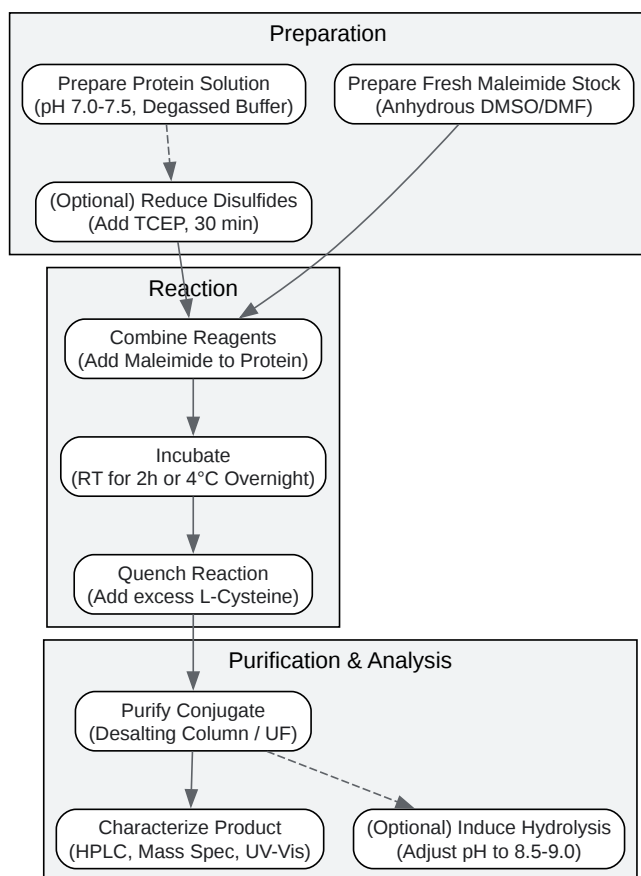 Preparation
Prepare Protein Solution
(pH 7.0-7.5, Degassed Buffer)
Prepare Fresh Maleimide Stock
(Anhydrous DMSO/DMF)
(Optional) Reduce Disulfides
(Add TCEP, 30 min)
Reaction
Combine Reagents
(Add Maleimide to Protein)
Incubate
(RT for 2h or 4°C Overnight)
Quench Reaction
(Add excess L-Cysteine)
Purification & Analysis
Purify Conjugate
(Desalting Column / UF)
Characterize Product
(HPLC, Mass Spec, UV-Vis)
(Optional) Induce Hydrolysis
(Adjust pH to 8.5-9.0)